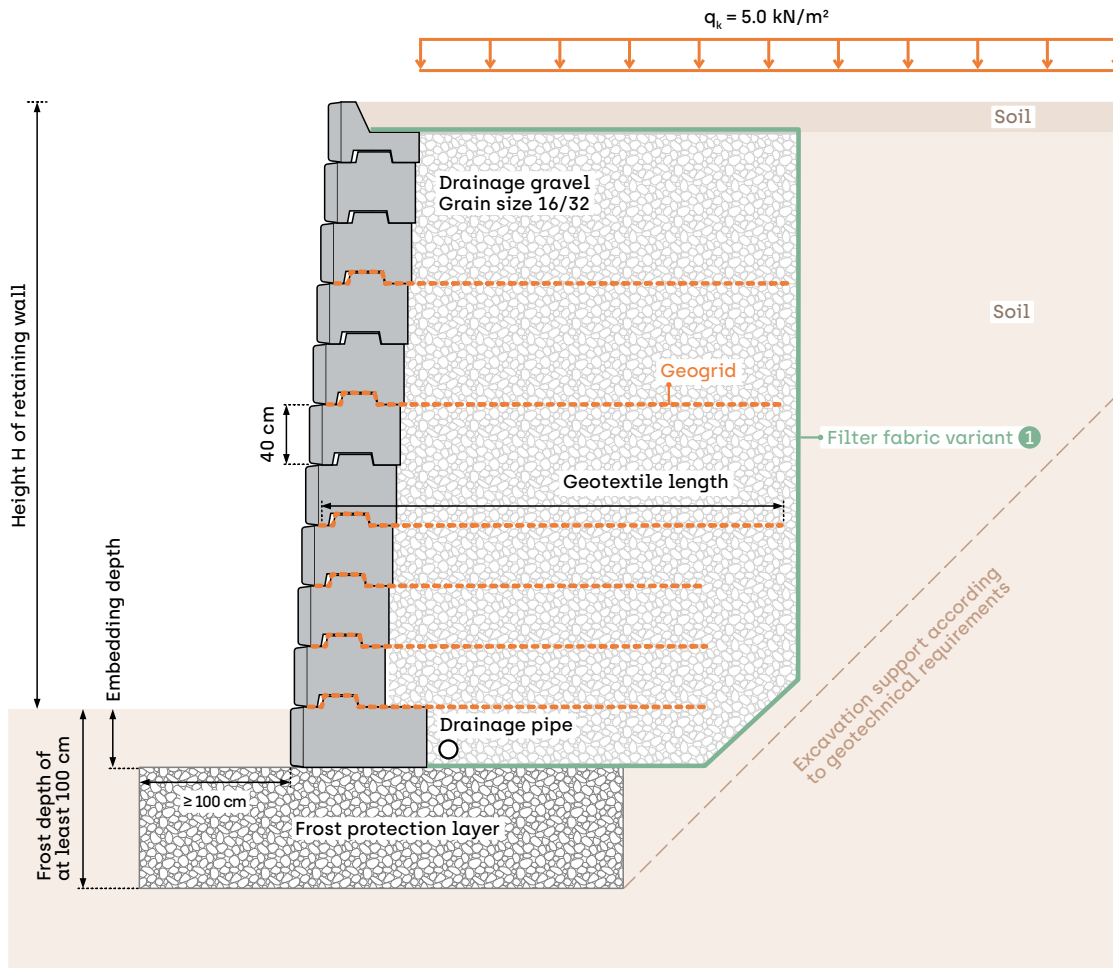 qk = 5.0 kN/m²
Soil
Drainage gravel
Grain size 16/32
Soil
Height H of retaining wall
Geogrid
40 cm
Filter fabric variant 1
Geotextile length
Embedding depth
Excavation support according
to geotechnical requirements
Drainage pipe
Frost depth of
at least 100 cm
≥ 100 cm
Frost protection layer